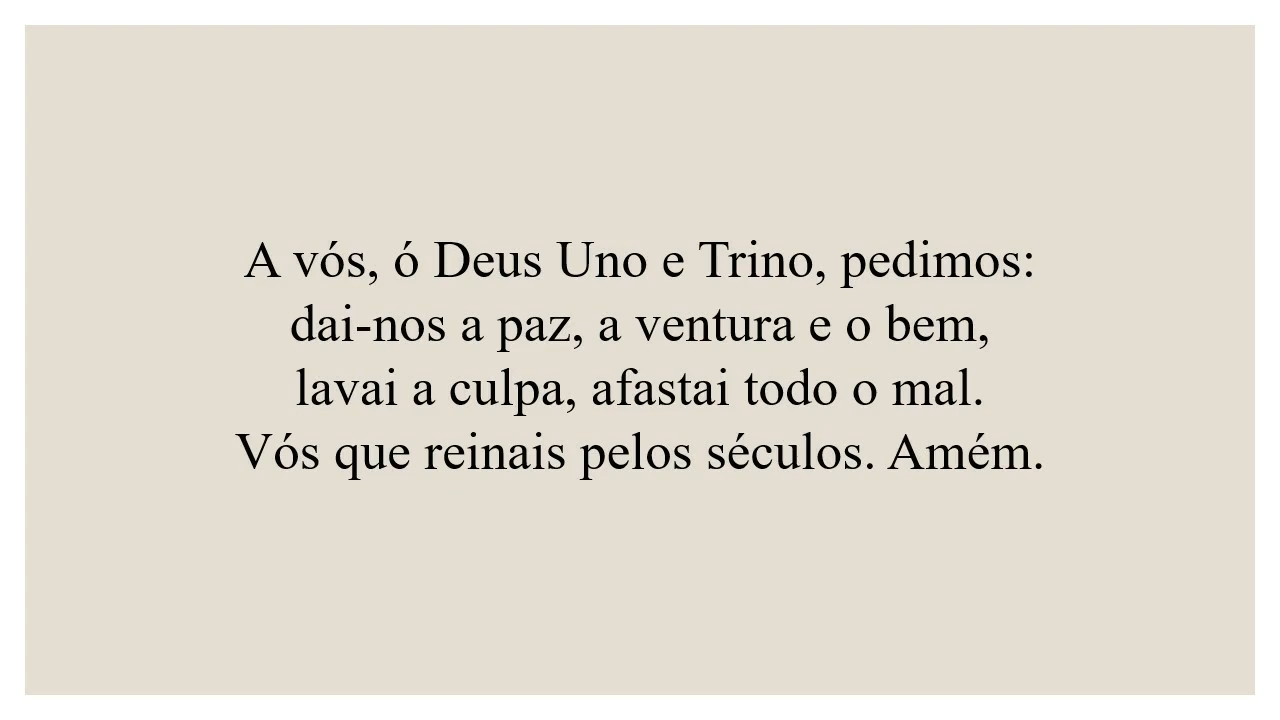 A vós, ó Deus Uno e Trino, pedimos:
dai-nos a paz, a ventura e o bem,
lavai a culpa, afastai todo o mal.
Vós que reinais pelos séculos. Amém.